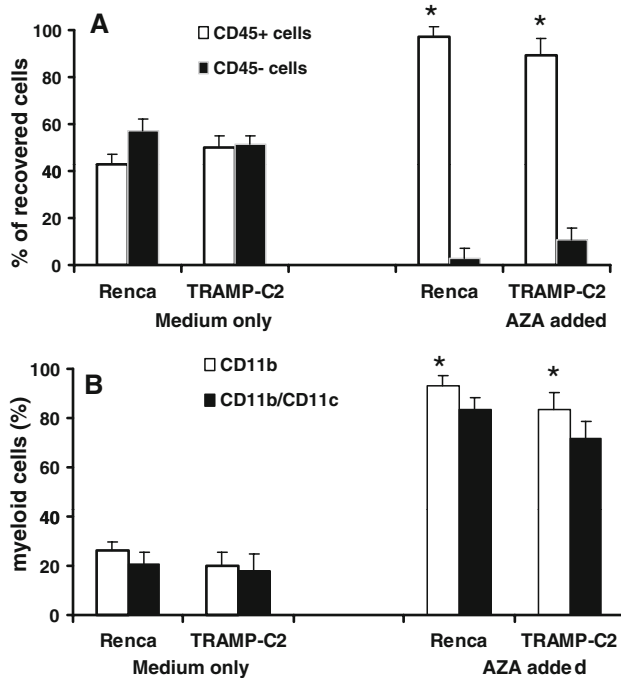 A
CD45+ cells
CD45- cells
% of recovered cells
100
80
60
40
20
0
*
*
Renca
TRAMP-C2
Renca
TRAMP-C2
Medium only
AZA added
B
CD11b
CD11b/CD11c
myeloid cells (%)
100
80
60
40
20
0
*
*
Renca
TRAMP-C2
Renca
TRAMP-C2
Medium only
AZA added